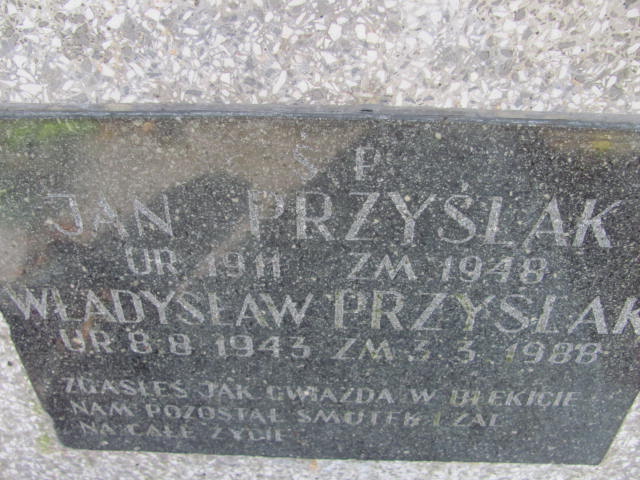 Ś.P.
JAN PRZYŚLAK
UR. 1911 ZM. 1948
WŁADYSŁAW PRZYŚLAK
UR. 8.8. 1943 ZM. 3.3. 1988
ZGASŁEŚ JAK GWIAZDA W BŁĘKICIE
NAM POZOSTAŁ SMUTEK I ŻAL
NA CAŁE ŻYCIE